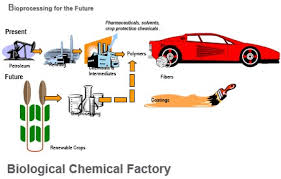 Bioprocessing for the Future
Pharmaceuticals, solvents,
crop protection chemicals
Present
Polymers
Petroleum
Intermediates
Fibers
Future
Coatings
Renewable Crops
Biological Chemical Factory